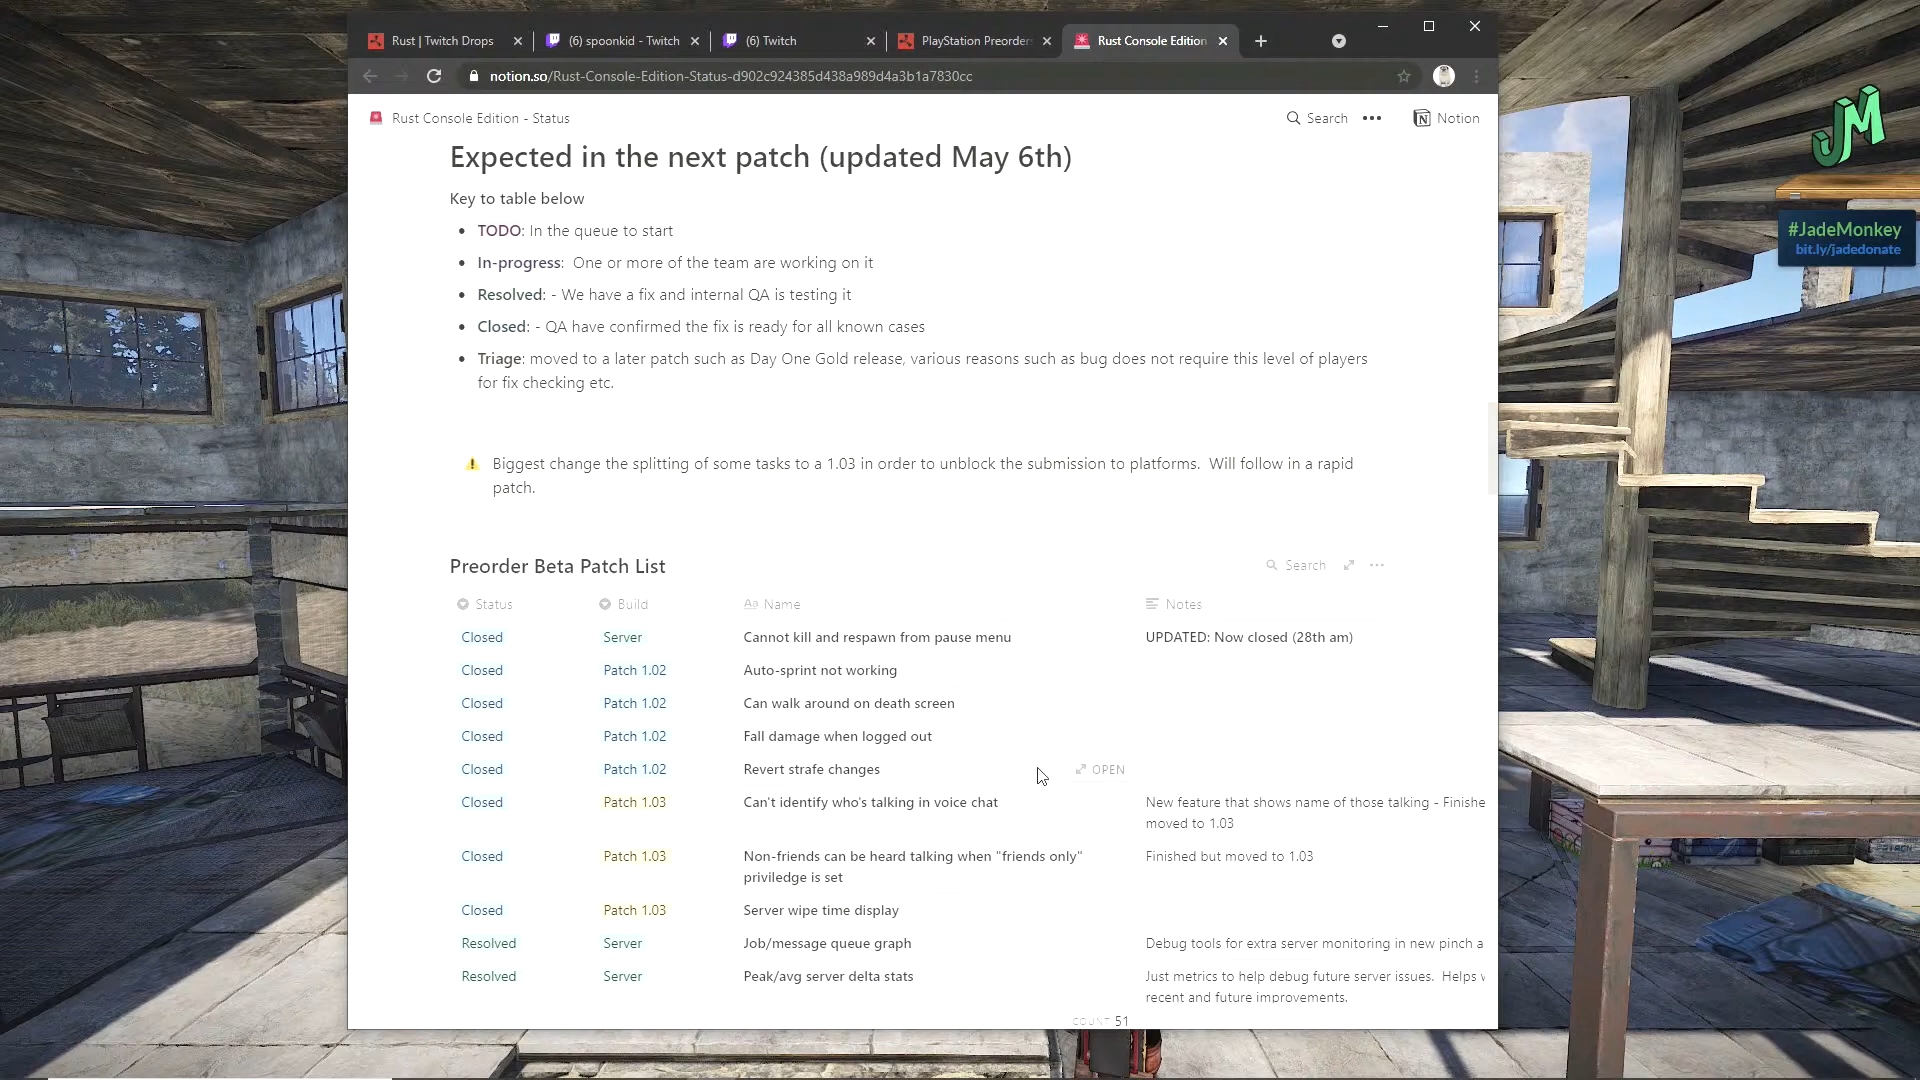 Rust | Twitch Drops
(6) spoonkid - Twitch
(6) Twitch
PlayStation Preorder
Rust Console Edition
notion.so/Rust-Console-Edition-Status-d902c924385d438a989d4a3b1a7830cc
Rust Console Edition - Status
Search
Notion
JM
#JadeMonkey
bit.ly/jadedonate
Expected in the next patch (updated May 6th)
Key to table below
• TODO: In the queue to start
• In-progress:  One or more of the team are working on it
• Resolved: - We have a fix and internal QA is testing it
• Closed: - QA have confirmed the fix is ready for all known cases
• Triage: moved to a later patch such as Day One Gold release, various reasons such as bug does not require this level of players
for fix checking etc.
Biggest change the splitting of some tasks to a 1.03 in order to unblock the submission to platforms.  Will follow in a rapid
patch.
Preorder Beta Patch List
Search
Status Build Aa Name Notes
Closed Server Cannot kill and respawn from pause menu UPDATED: Now closed (28th am)
Closed Patch 1.02 Auto-sprint not working
Closed Patch 1.02 Can walk around on death screen
Closed Patch 1.02 Fall damage when logged out
Closed Patch 1.02 Revert strafe changes OPEN
Closed Patch 1.03 Can't identify who's talking in voice chat New feature that shows name of those talking - Finishe
moved to 1.03
Closed Patch 1.03 Non-friends can be heard talking when "friends only" Finished but moved to 1.03
priviledge is set
Closed Patch 1.03 Server wipe time display
Resolved Server Job/message queue graph Debug tools for extra server monitoring in new pinch a
Resolved Server Peak/avg server delta stats Just metrics to help debug future server issues.  Helps
recent and future improvements.
COUNT 51